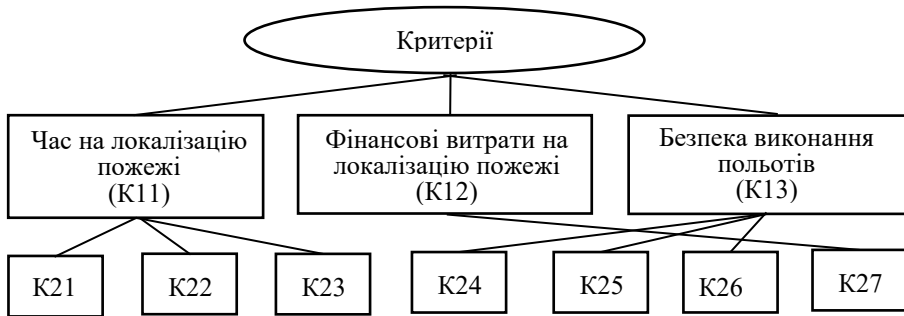 Критерії
Час на локалізацію
пожежі
(К11)
Фінансові витрати на
локалізацію пожежі
(К12)
Безпека виконання
польотів
(К13)
К21
К22
К23
К24
К25
К26
К27